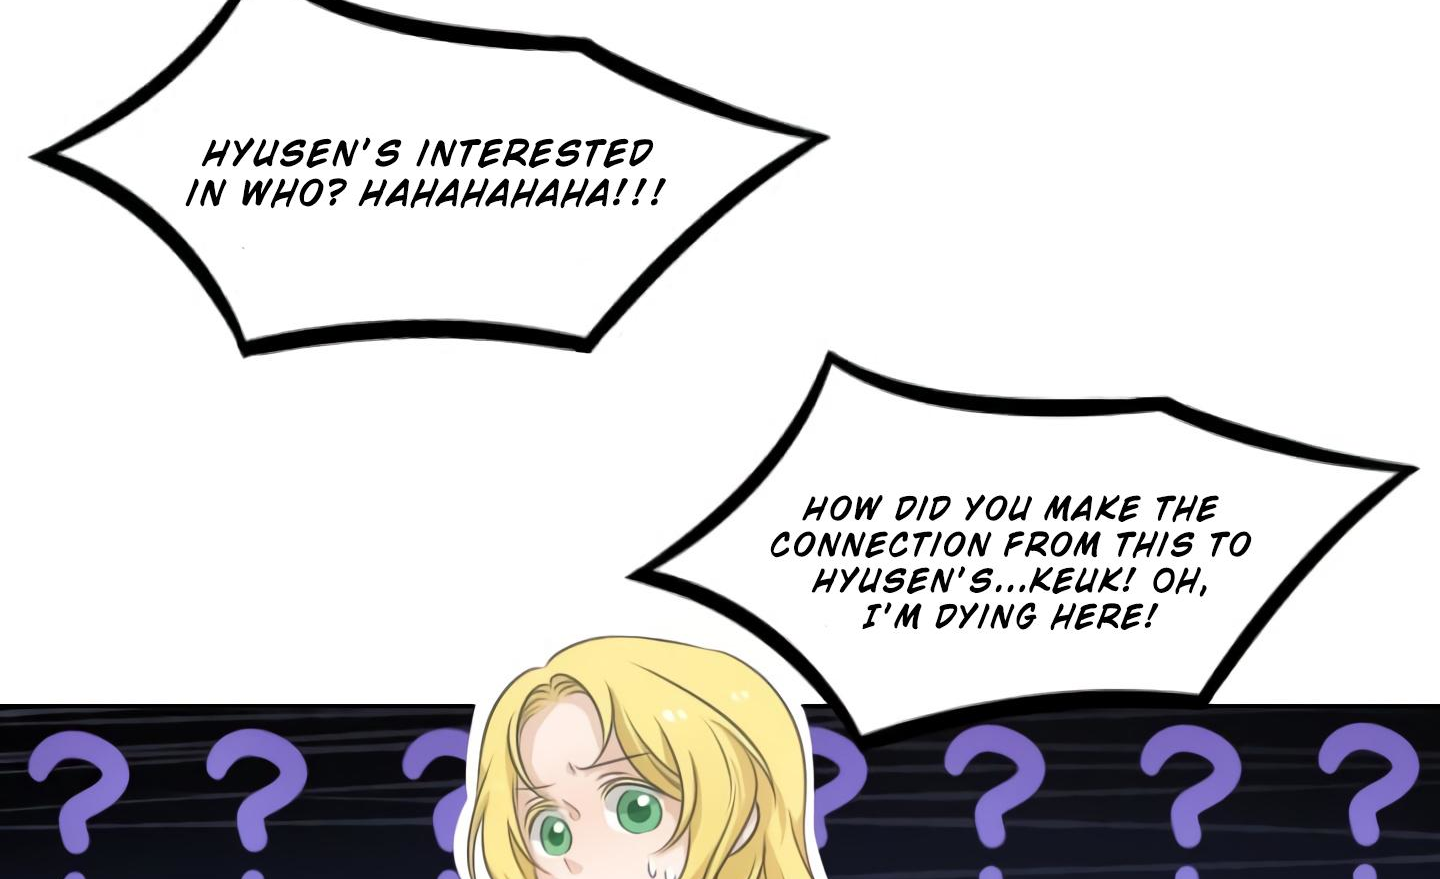 HYUSEN'S INTERESTED
IN WHO? HAHAHAHAHA!!!
HOW DID YOU MAKE THE
CONNECTION FROM THIS TO
HYUSEN'S...KEUK! OH,
I'M DYING HERE!
? ? ? ? ? ? ?